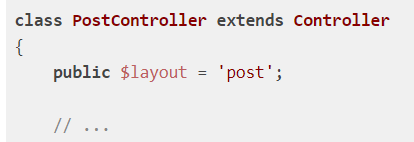 class PostController extends Controller
{
    public $layout = 'post';
    // ...